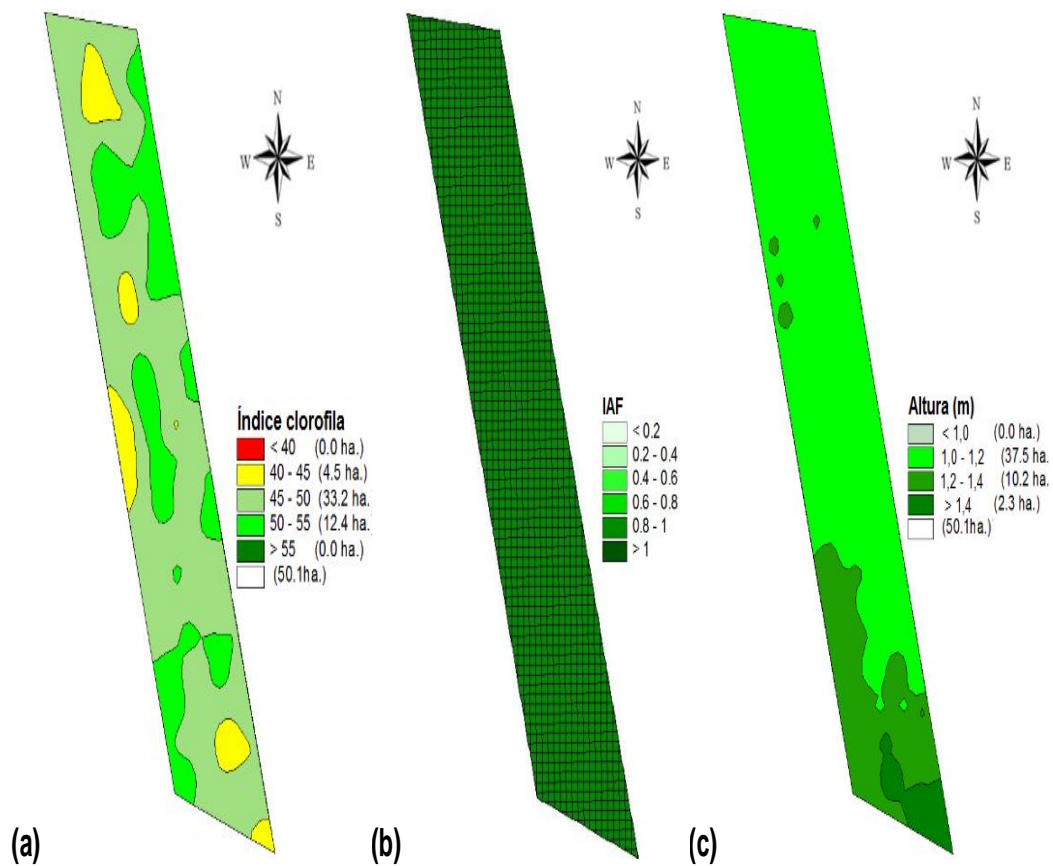 N
W E
S
N
W E
S
N
W E
S
Índice clorofila
< 40 (0.0 ha.)
40 - 45 (4.5 ha.)
45 - 50 (33.2 ha.
50 - 55 (12.4 ha.
> 55 (0.0 ha.)
(50.1ha.)
IAF
< 0.2
0.2 - 0.4
0.4 - 0.6
0.6 - 0.8
0.8 - 1
> 1
Altura (m)
< 1,0 (0.0 ha.)
1,0 - 1,2 (37.5 ha.
1,2 - 1,4 (10.2 ha.
> 1,4 (2.3 ha.)
(50.1ha.)
(a) (b) (c)